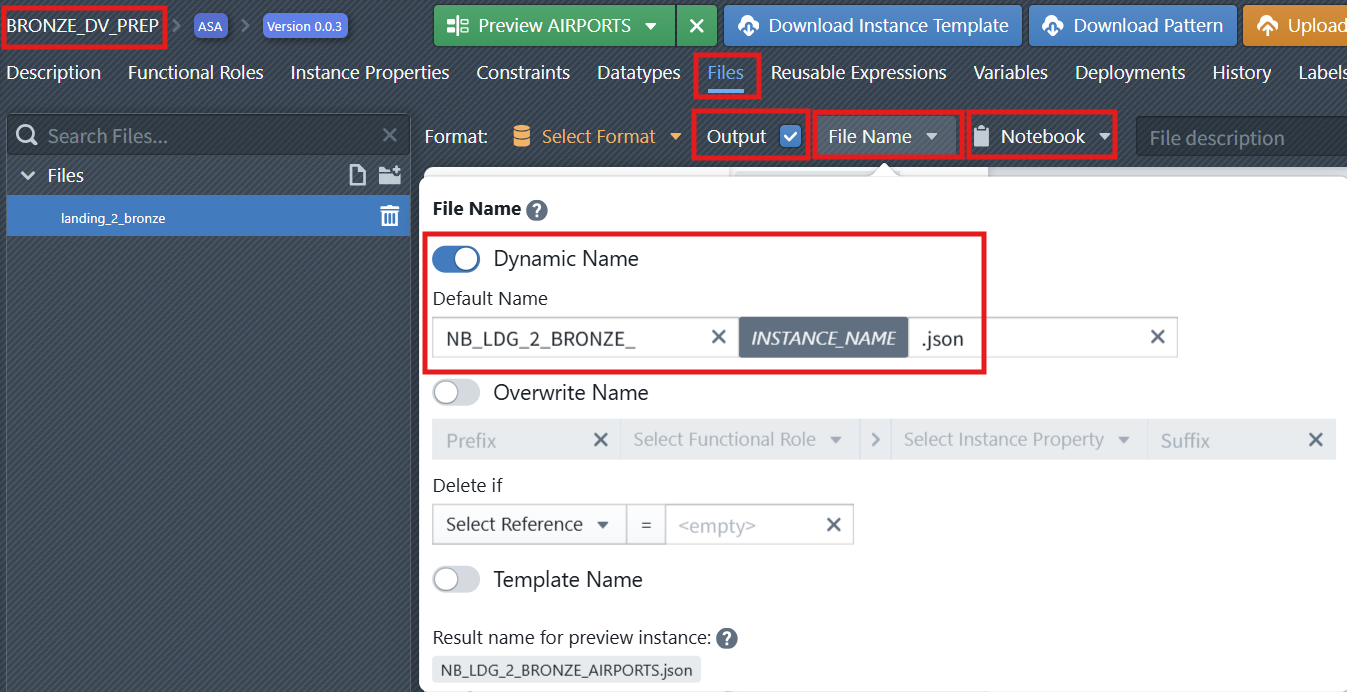 BRONZE_DV_PREP ASA Version 0.0.3 Preview AIRPORTS Download Instance Template Download Pattern Upload
Description Functional Roles Instance Properties Constraints Datatypes Files Reusable Expressions Variables Deployments History Labels
Search Files... Format: Select Format Output File Name Notebook File description
Files
landing_2_bronze
File Name ?
Dynamic Name
Default Name
NB_LDG_2_BRONZE_ INSTANCE_NAME .json
Overwrite Name
Prefix Select Functional Role > Select Instance Property Suffix
Delete if
Select Reference = <empty>
Template Name
Result name for preview instance: ?
NB_LDG_2_BRONZE_AIRPORTS.json